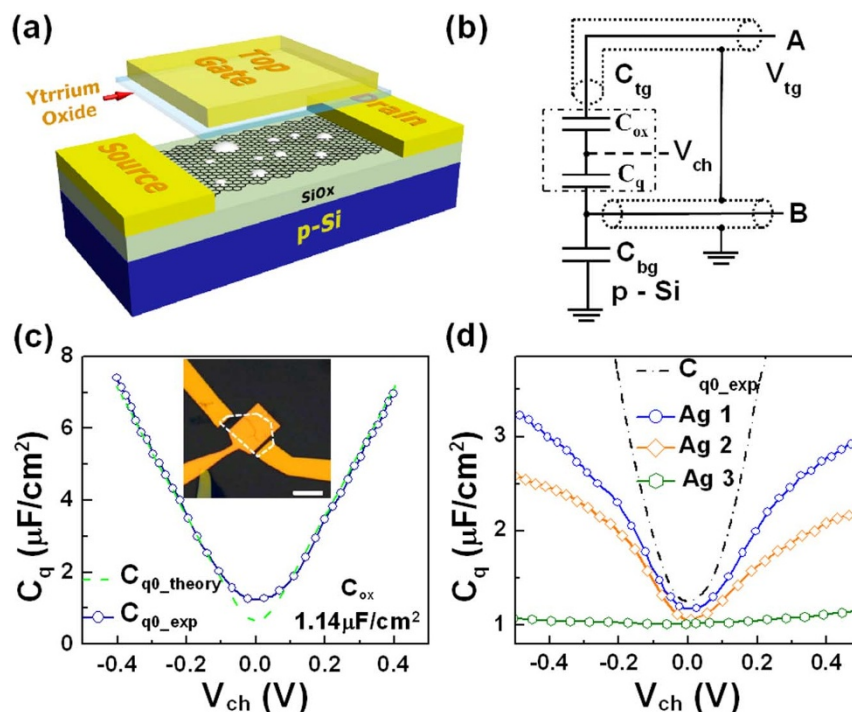 (a)
Top
Gate
Ytrrium
Oxide
Drain
Source
SiOx
p-Si
(b)
A
V_tg
C_tg
C_ox
V_ch
C_q
B
C_bg
p - Si
(c)
8
6
4
2
0
C_q (µF/cm²)
C_q0_theory
C_q0_exp
C_ox
1.14µF/cm²
-0.4 -0.2 0.0 0.2 0.4
V_ch (V)
(d)
3
2
1
C_q (µF/cm²)
C_q0_exp
Ag 1
Ag 2
Ag 3
-0.4 -0.2 0.0 0.2 0.4
V_ch (V)